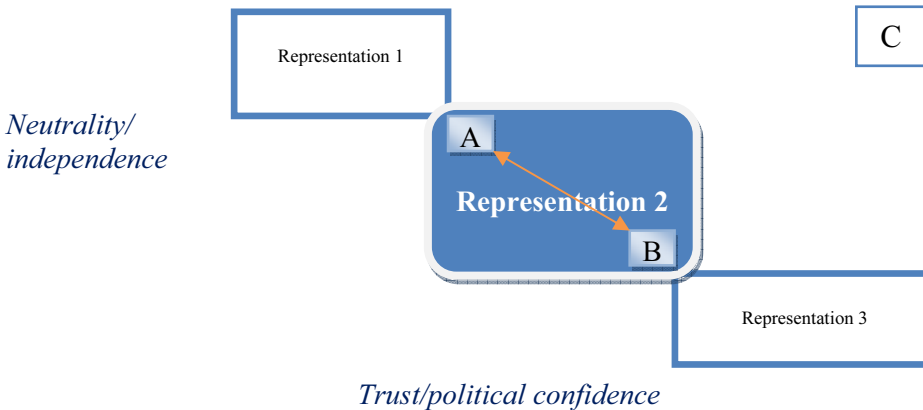 Representation 1
C
Neutrality/
independence
A
Representation 2
B
Representation 3
Trust/political confidence